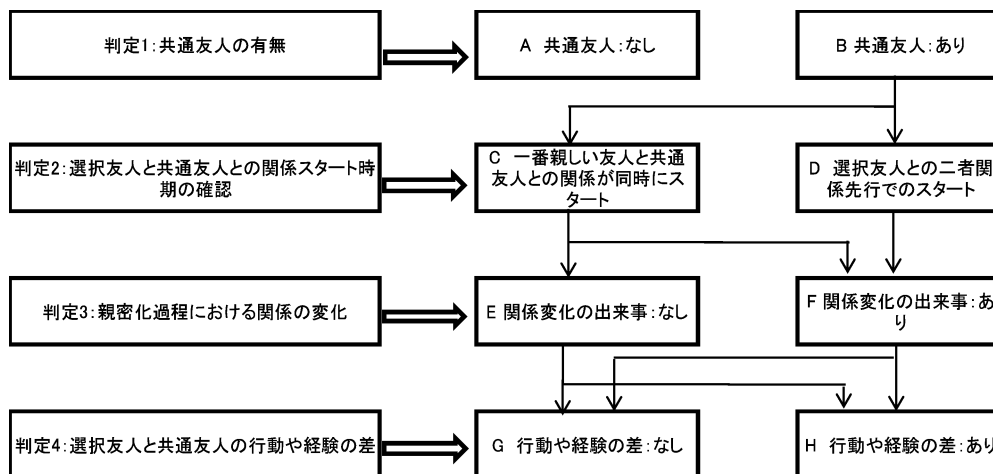 判定1：共通友人の有無
A 共通友人：なし
B 共通友人：あり
判定2：選択友人と共通友人との関係スタート時
期の確認
C 一番親しい友人と共通
友人との関係が同時にス
タート
D 選択友人との二者関
係先行でのスタート
判定3：親密化過程における関係の変化
E 関係変化の出来事：なし
F 関係変化の出来事：あ
り
判定4：選択友人と共通友人の行動や経験の差
G 行動や経験の差：なし
H 行動や経験の差：あり